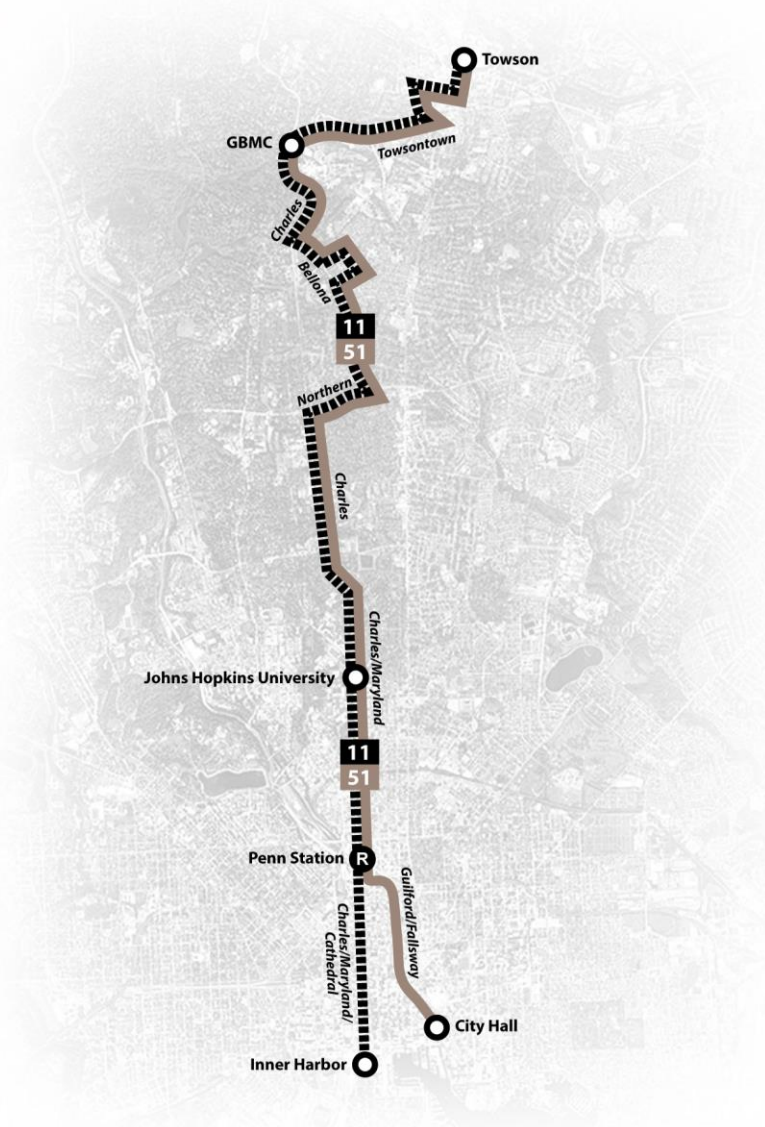 Towson
GBMC
Towsontown
Charles
Bellona
11
51
Northern
Charles
Charles/Maryland
Johns Hopkins University
11
51
Penn Station
R
Guilford/Fallsway
Charles/Maryland/
Cathedral
City Hall
Inner Harbor